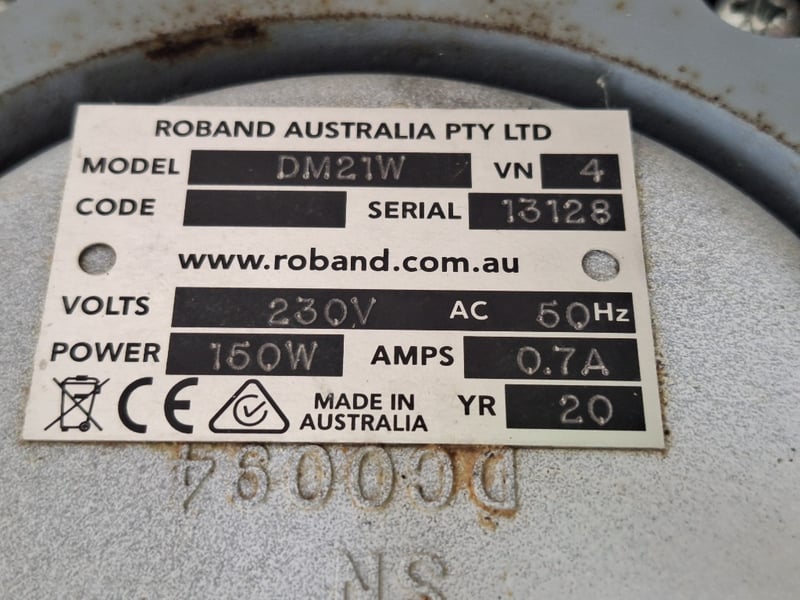 ROBAND AUSTRALIA PTY LTD
MODEL DM21W VN 4
CODE SERIAL 13128
www.roband.com.au
VOLTS 230V AC 50Hz
POWER 150W AMPS 0.7A
CE MADE IN AUSTRALIA YR 20